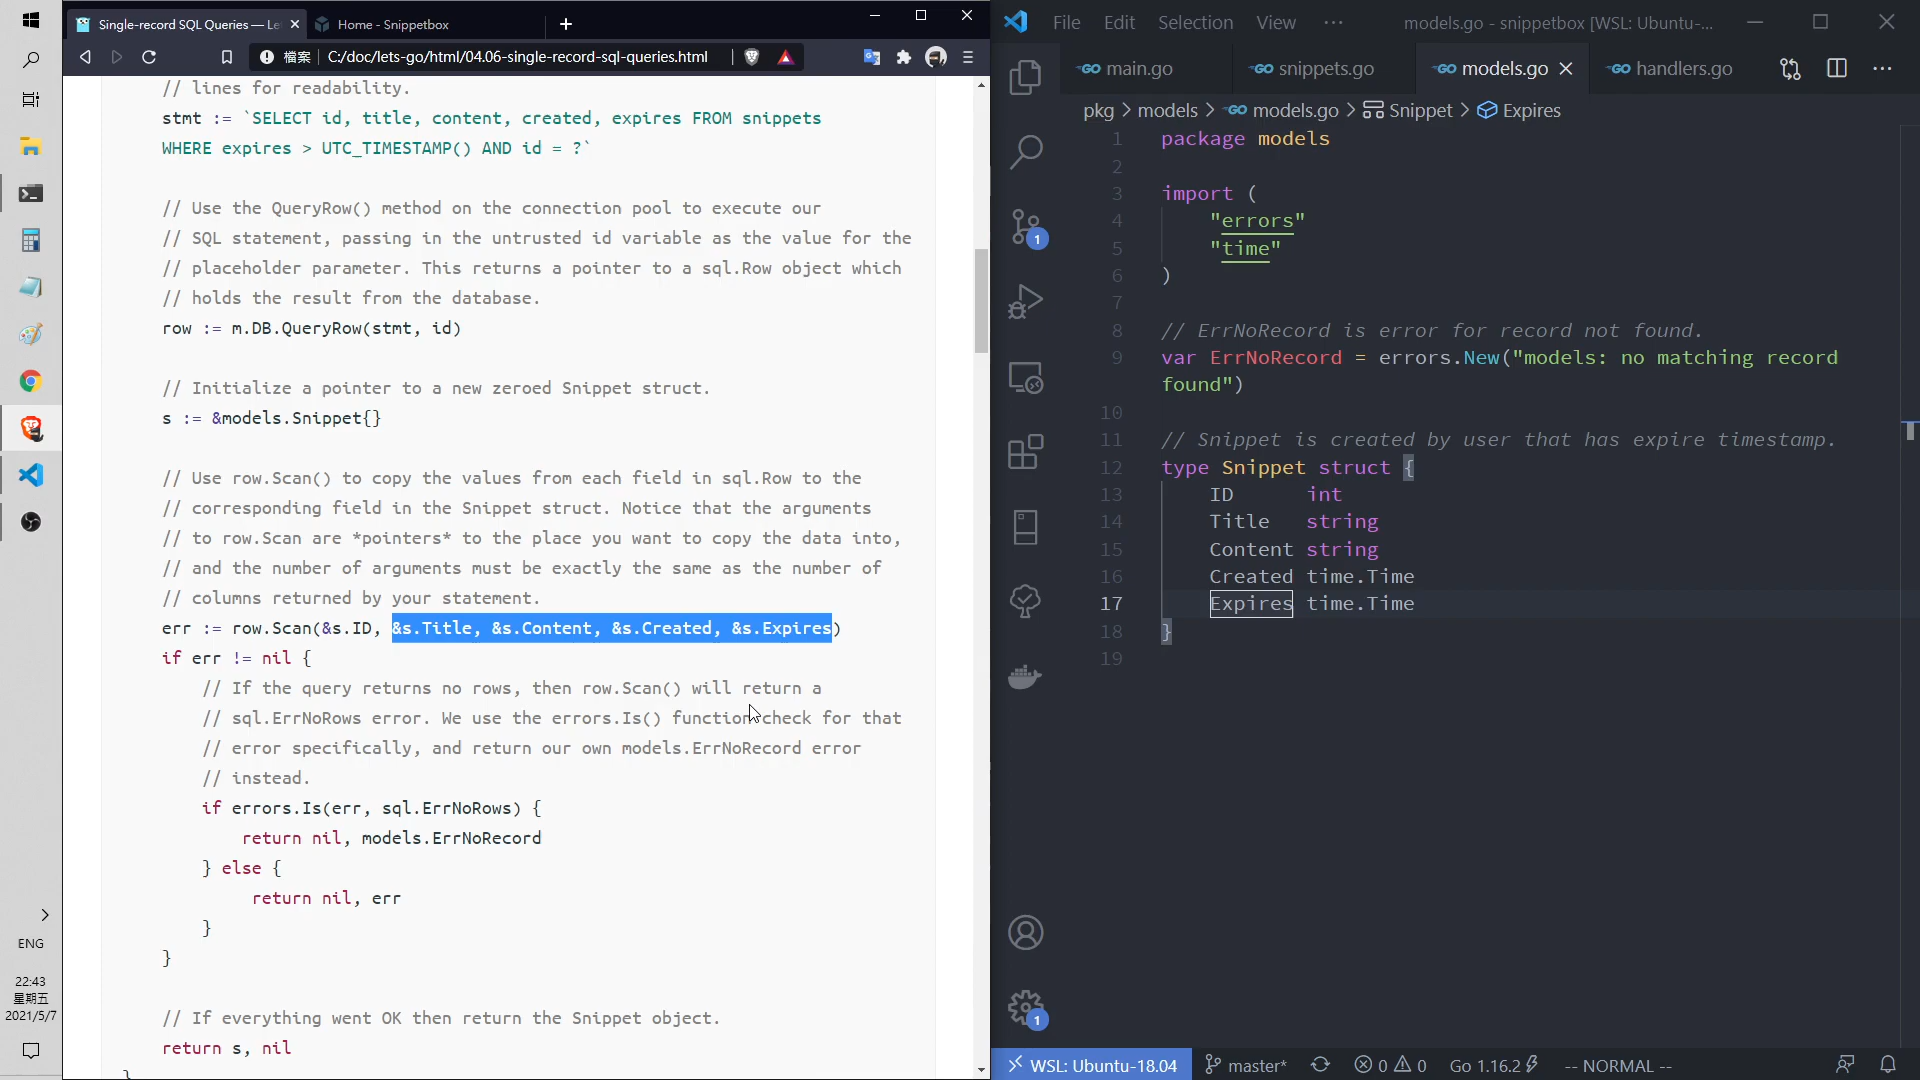 Single-record SQL Queries — Le
Home - Snippetbox
檔案
C:/doc/lets-go/html/04.06-single-record-sql-queries.html
// lines for readability.
stmt := `SELECT id, title, content, created, expires FROM snippets
WHERE expires > UTC_TIMESTAMP() AND id = ?`
// Use the QueryRow() method on the connection pool to execute our
// SQL statement, passing in the untrusted id variable as the value for the
// placeholder parameter. This returns a pointer to a sql.Row object which
// holds the result from the database.
row := m.DB.QueryRow(stmt, id)
// Initialize a pointer to a new zeroed Snippet struct.
s := &models.Snippet{}
// Use row.Scan() to copy the values from each field in sql.Row to the
// corresponding field in the Snippet struct. Notice that the arguments
// to row.Scan are *pointers* to the place you want to copy the data into,
// and the number of arguments must be exactly the same as the number of
// columns returned by your statement.
err := row.Scan(&s.ID, &s.Title, &s.Content, &s.Created, &s.Expires)
if err != nil {
// If the query returns no rows, then row.Scan() will return a
// sql.ErrNoRows error. We use the errors.Is() function check for that
// error specifically, and return our own models.ErrNoRecord error
// instead.
if errors.Is(err, sql.ErrNoRows) {
return nil, models.ErrNoRecord
} else {
return nil, err
}
}
// If everything went OK then return the Snippet object.
return s, nil
}
ENG
22:43
星期五
2021/5/7
File Edit Selection View ··· models.go - snippetbox [WSL: Ubuntu-...
main.go
snippets.go
models.go
handlers.go
pkg > models > models.go > Snippet > Expires
1 package models
2
3 import (
4 "errors"
5 "time"
6 )
7
8 // ErrNoRecord is error for record not found.
9 var ErrNoRecord = errors.New("models: no matching record
found")
10
11 // Snippet is created by user that has expire timestamp.
12 type Snippet struct {
13 ID int
14 Title string
15 Content string
16 Created time.Time
17 Expires time.Time
18 }
19
1
1
WSL: Ubuntu-18.04 master* 0 0 Go 1.16.2 -- NORMAL --